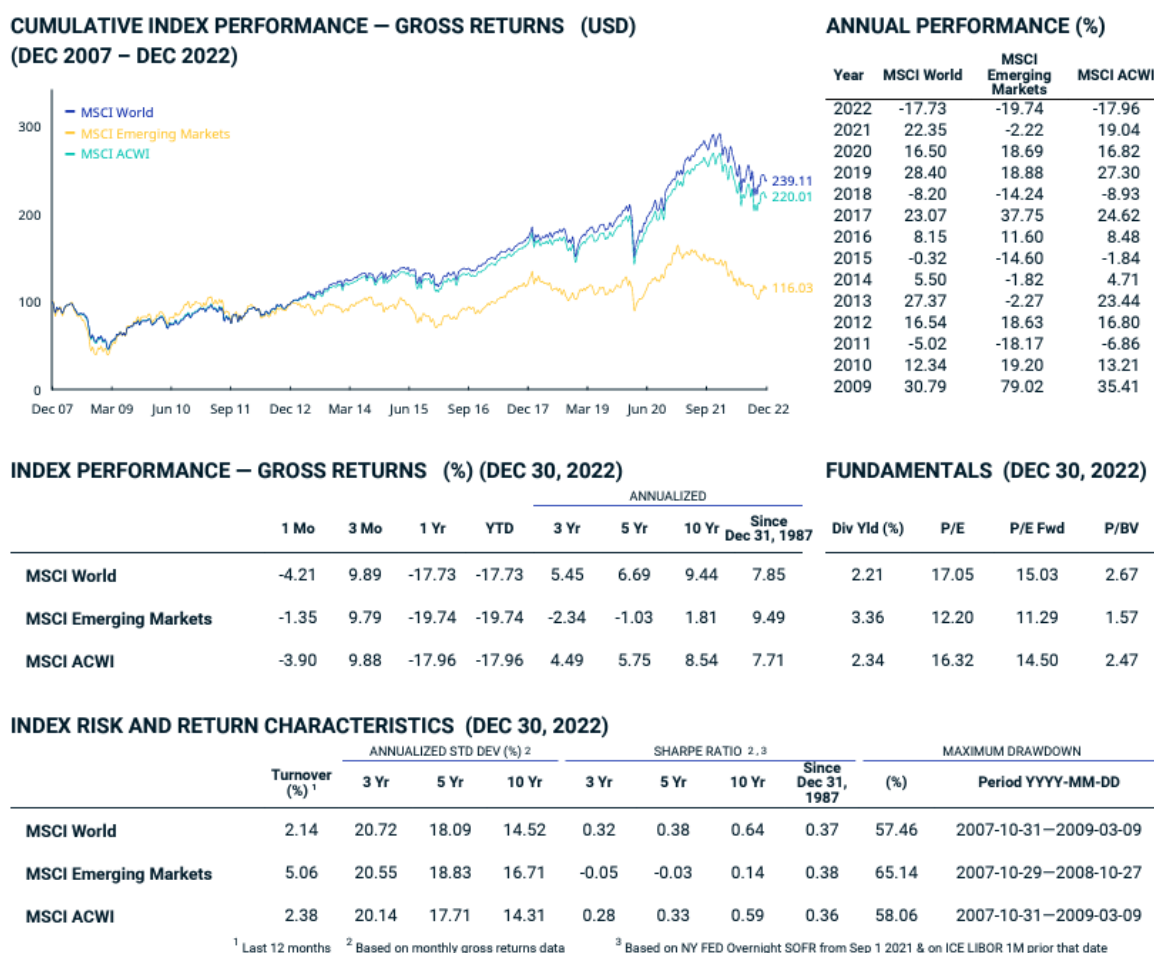 CUMULATIVE INDEX PERFORMANCE — GROSS RETURNS (USD)
(DEC 2007 – DEC 2022)
MSCI World
MSCI Emerging Markets
MSCI ACWI
300
200
100
0
239.11
220.01
116.03
Dec 07 Mar 09 Jun 10 Sep 11 Dec 12 Mar 14 Jun 15 Sep 16 Dec 17 Mar 19 Jun 20 Sep 21 Dec 22
ANNUAL PERFORMANCE (%)
Year MSCI World MSCI Emerging Markets MSCI ACWI
2022 -17.73 -19.74 -17.96
2021 22.35 -2.22 19.04
2020 16.50 18.69 16.82
2019 28.40 18.88 27.30
2018 -8.20 -14.24 -8.93
2017 23.07 37.75 24.62
2016 8.15 11.60 8.48
2015 -0.32 -14.60 -1.84
2014 5.50 -1.82 4.71
2013 27.37 -2.27 23.44
2012 16.54 18.63 16.80
2011 -5.02 -18.17 -6.86
2010 12.34 19.20 13.21
2009 30.79 79.02 35.41
INDEX PERFORMANCE — GROSS RETURNS (%) (DEC 30, 2022)
ANNUALIZED
1 Mo 3 Mo 1 Yr YTD 3 Yr 5 Yr 10 Yr Since Dec 31, 1987
MSCI World -4.21 9.89 -17.73 -17.73 5.45 6.69 9.44 7.85
MSCI Emerging Markets -1.35 9.79 -19.74 -19.74 -2.34 -1.03 1.81 9.49
MSCI ACWI -3.90 9.88 -17.96 -17.96 4.49 5.75 8.54 7.71
FUNDAMENTALS (DEC 30, 2022)
Div Yld (%) P/E P/E Fwd P/BV
2.21 17.05 15.03 2.67
3.36 12.20 11.29 1.57
2.34 16.32 14.50 2.47
INDEX RISK AND RETURN CHARACTERISTICS (DEC 30, 2022)
ANNUALIZED STD DEV (%) 2 SHARPE RATIO 2 , 3 MAXIMUM DRAWDOWN
Turnover (%) 1 3 Yr 5 Yr 10 Yr 3 Yr 5 Yr 10 Yr Since Dec 31, 1987 (%) Period YYYY-MM-DD
MSCI World 2.14 20.72 18.09 14.52 0.32 0.38 0.64 0.37 57.46 2007-10-31—2009-03-09
MSCI Emerging Markets 5.06 20.55 18.83 16.71 -0.05 -0.03 0.14 0.38 65.14 2007-10-29—2008-10-27
MSCI ACWI 2.38 20.14 17.71 14.31 0.28 0.33 0.59 0.36 58.06 2007-10-31—2009-03-09
1 Last 12 months 2 Based on monthly gross returns data 3 Based on NY FED Overnight SOFR from Sep 1 2021 & on ICE LIBOR 1M prior that date